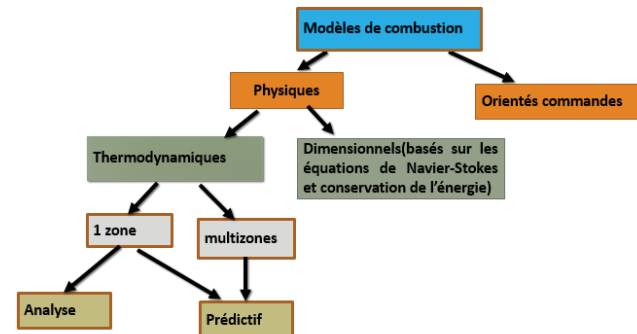 Modèles de combustion
Physiques
Orientés commandes
Thermodynamiques
Dimensionnels(basés sur les
équations de Navier-Stokes
et conservation de l'énergie)
1 zone
multizones
Analyse
Prédictif